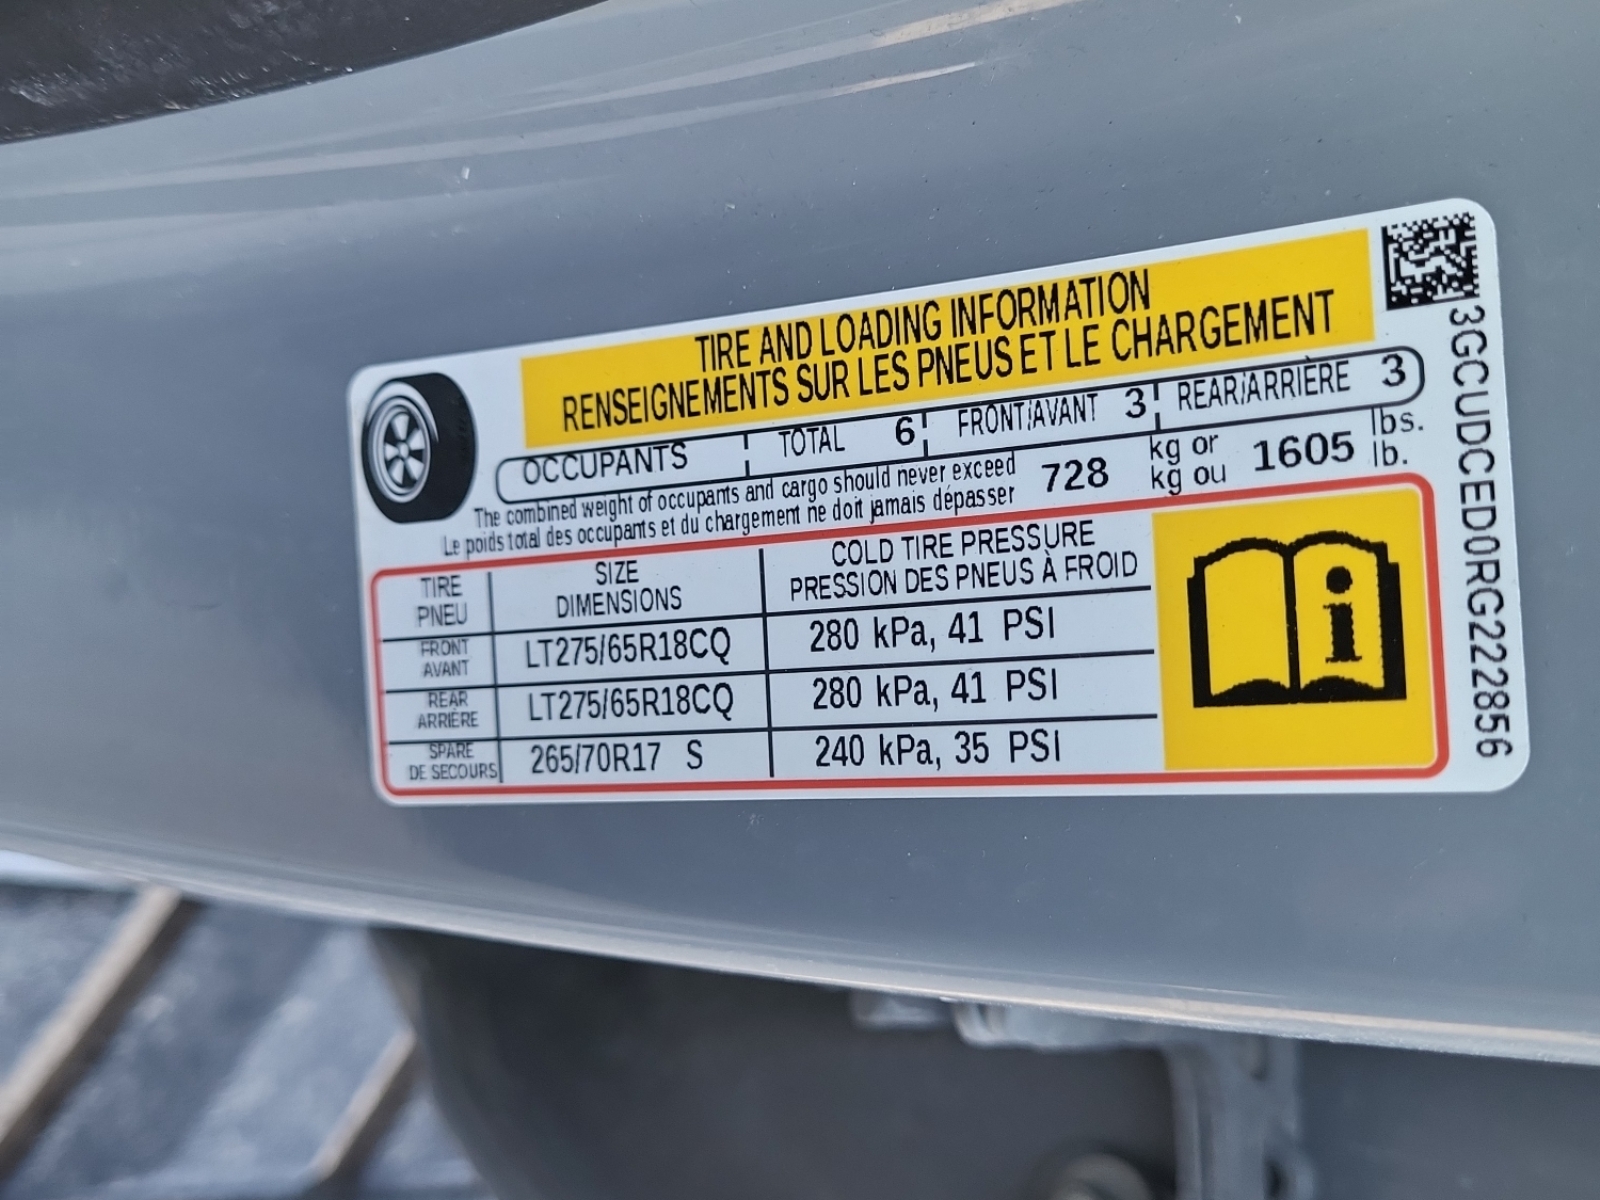 TIRE AND LOADING INFORMATION
RENSEIGNEMENTS SUR LES PNEUS ET LE CHARGEMENT
OCCUPANTS TOTAL 6 FRONT/AVANT 3 REAR/ARRIÈRE 3
The combined weight of occupants and cargo should never exceed 728 kg or 1605 lbs.
Le poids total des occupants et du chargement ne doit jamais dépasser kg ou lb.
TIRE SIZE COLD TIRE PRESSURE
PNEU DIMENSIONS PRESSION DES PNEUS À FROID
FRONT
AVANT LT275/65R18CQ 280 kPa, 41 PSI
REAR
ARRIÈRE LT275/65R18CQ 280 kPa, 41 PSI
SPARE
DE SECOURS 265/70R17 S 240 kPa, 35 PSI
i
3GCUDCED0RG222856